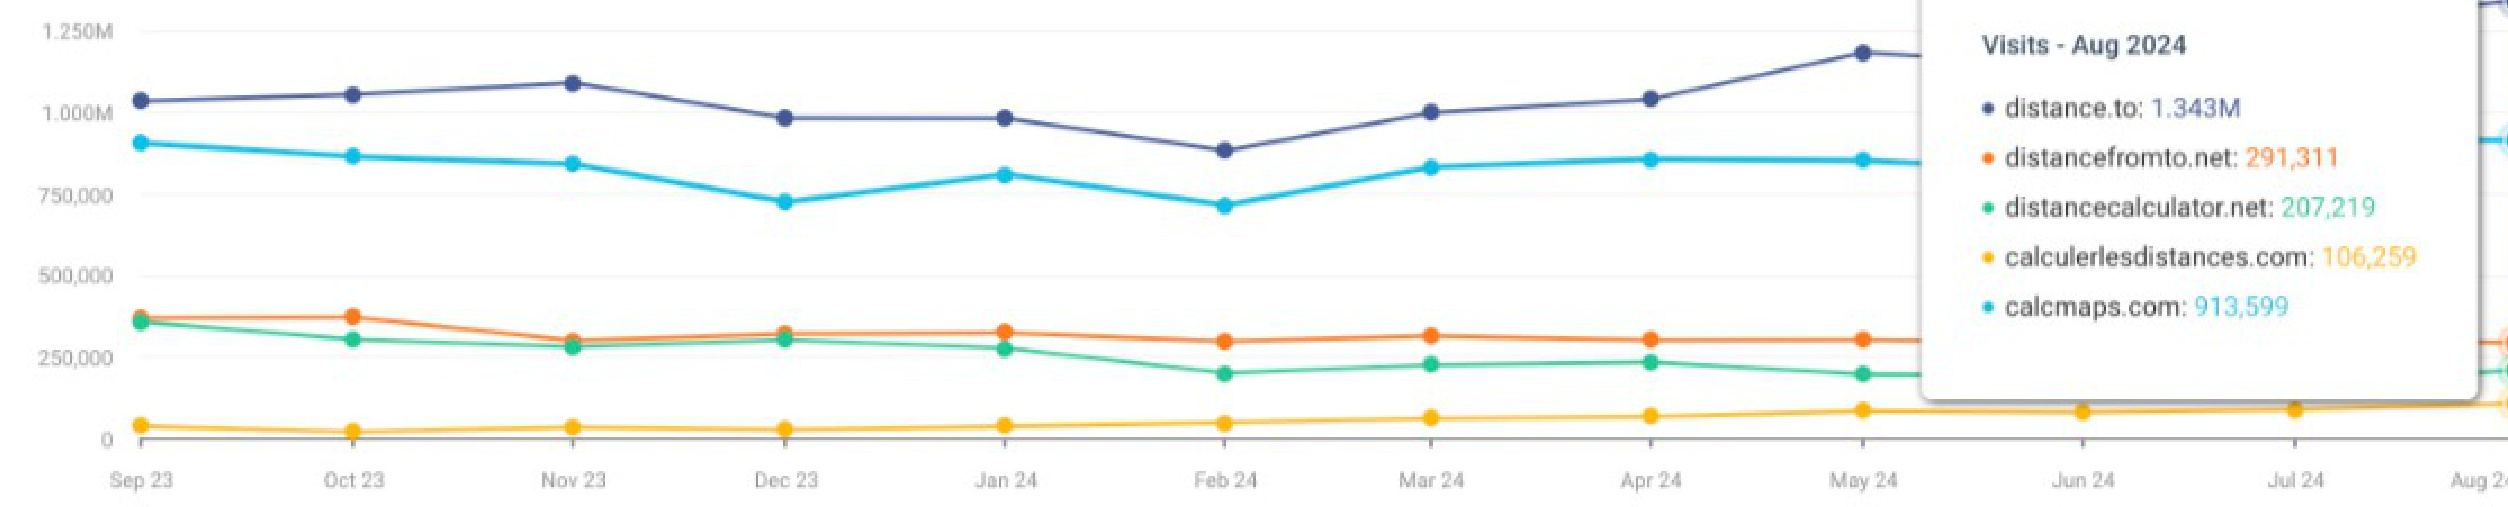 1.250M
1.000M
750,000
500,000
250,000
0
Sep 23 Oct 23 Nov 23 Dec 23 Jan 24 Feb 24 Mar 24 Apr 24 May 24 Jun 24 Jul 24 Aug 24
Visits - Aug 2024
distance.to: 1.343M
distancefromto.net: 291,311
distancecalculator.net: 207,219
calculerlesdistances.com: 106,259
calcmaps.com: 913,599